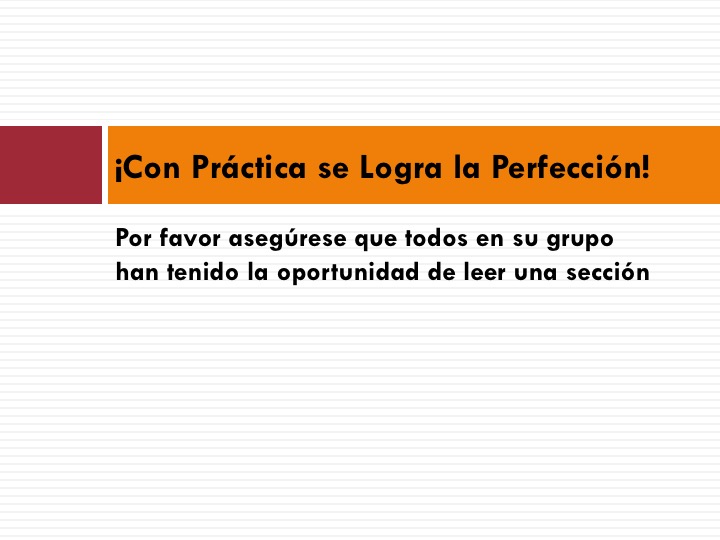 ¡Con Práctica se Logra la Perfección!
Por favor asegúrese que todos en su grupo
han tenido la oportunidad de leer una sección